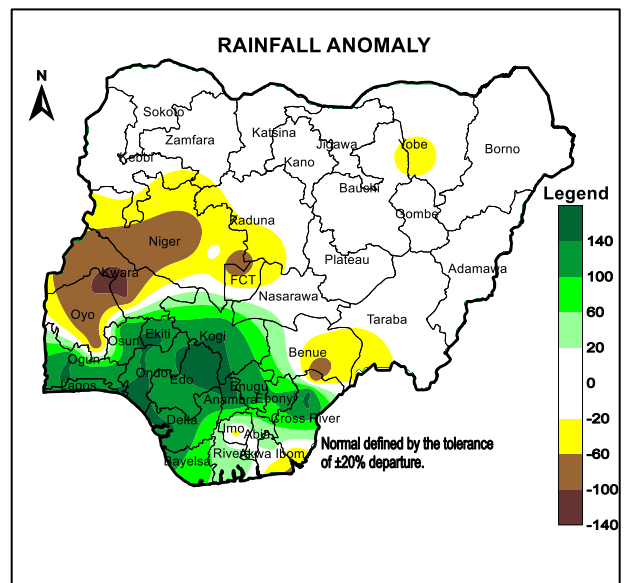 RAINFALL ANOMALY
N
Sokoto
Zamfara
Katsina
Jigawa
Yobe
Borno
Kebbi
Kano
Bauchi
Gombe
Kaduna
Niger
Plateau
Adamawa
Kwara
FCT
Nasarawa
Taraba
Oyo
Osun
Ekiti
Kogi
Benue
Ogun
Lagos
Ondo
Edo
Enugu
Anambra
Ebonyi
Cross River
Delta
Imo
Abia
Bayelsa
Rivers
Akwa Ibom
Legend
140
100
60
20
0
-20
-60
-100
-140
Normal defined by the tolerance
of ±20% departure.